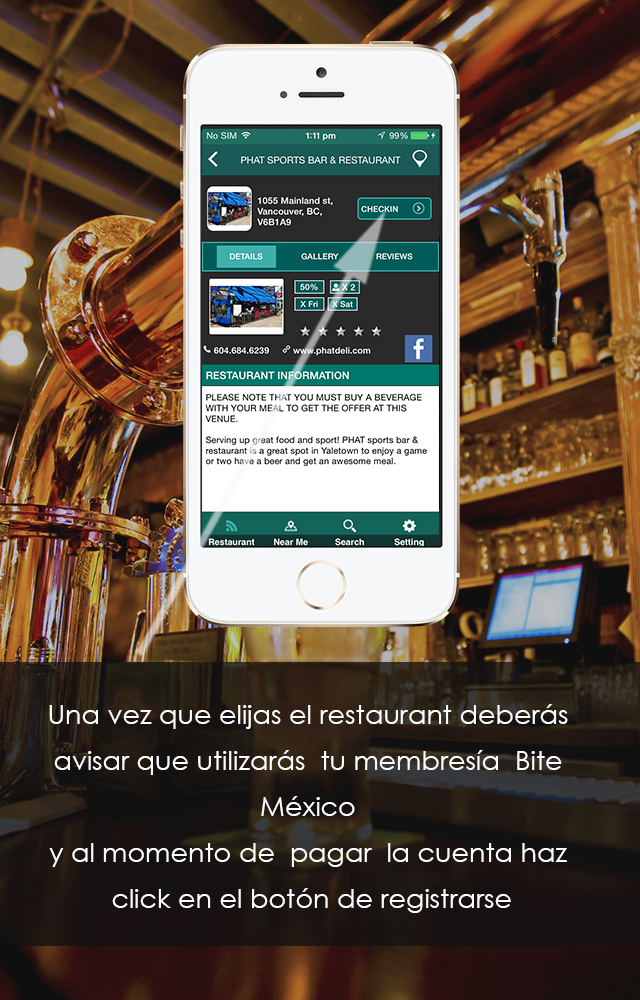 No SIM 1:11 pm 99%
PHAT SPORTS BAR & RESTAURANT
1055 Mainland st,
Vancouver, BC,
V6B1A9
CHECKIN
DETAILS GALLERY REVIEWS
50% X 2
X Fri X Sat
604.684.6239 www.phatdeli.com f
RESTAURANT INFORMATION
PLEASE NOTE THAT YOU MUST BUY A BEVERAGE
WITH YOUR MEAL TO GET THE OFFER AT THIS
VENUE.
Serving up great food and sport! PHAT sports bar &
restaurant is a great spot in Yaletown to enjoy a game
or two have a beer and get an awesome meal.
Restaurant Near Me Search Setting
Una vez que elijas el restaurant deberás
avisar que utilizarás tu membresía Bite
México
y al momento de pagar la cuenta haz
click en el botón de registrarse